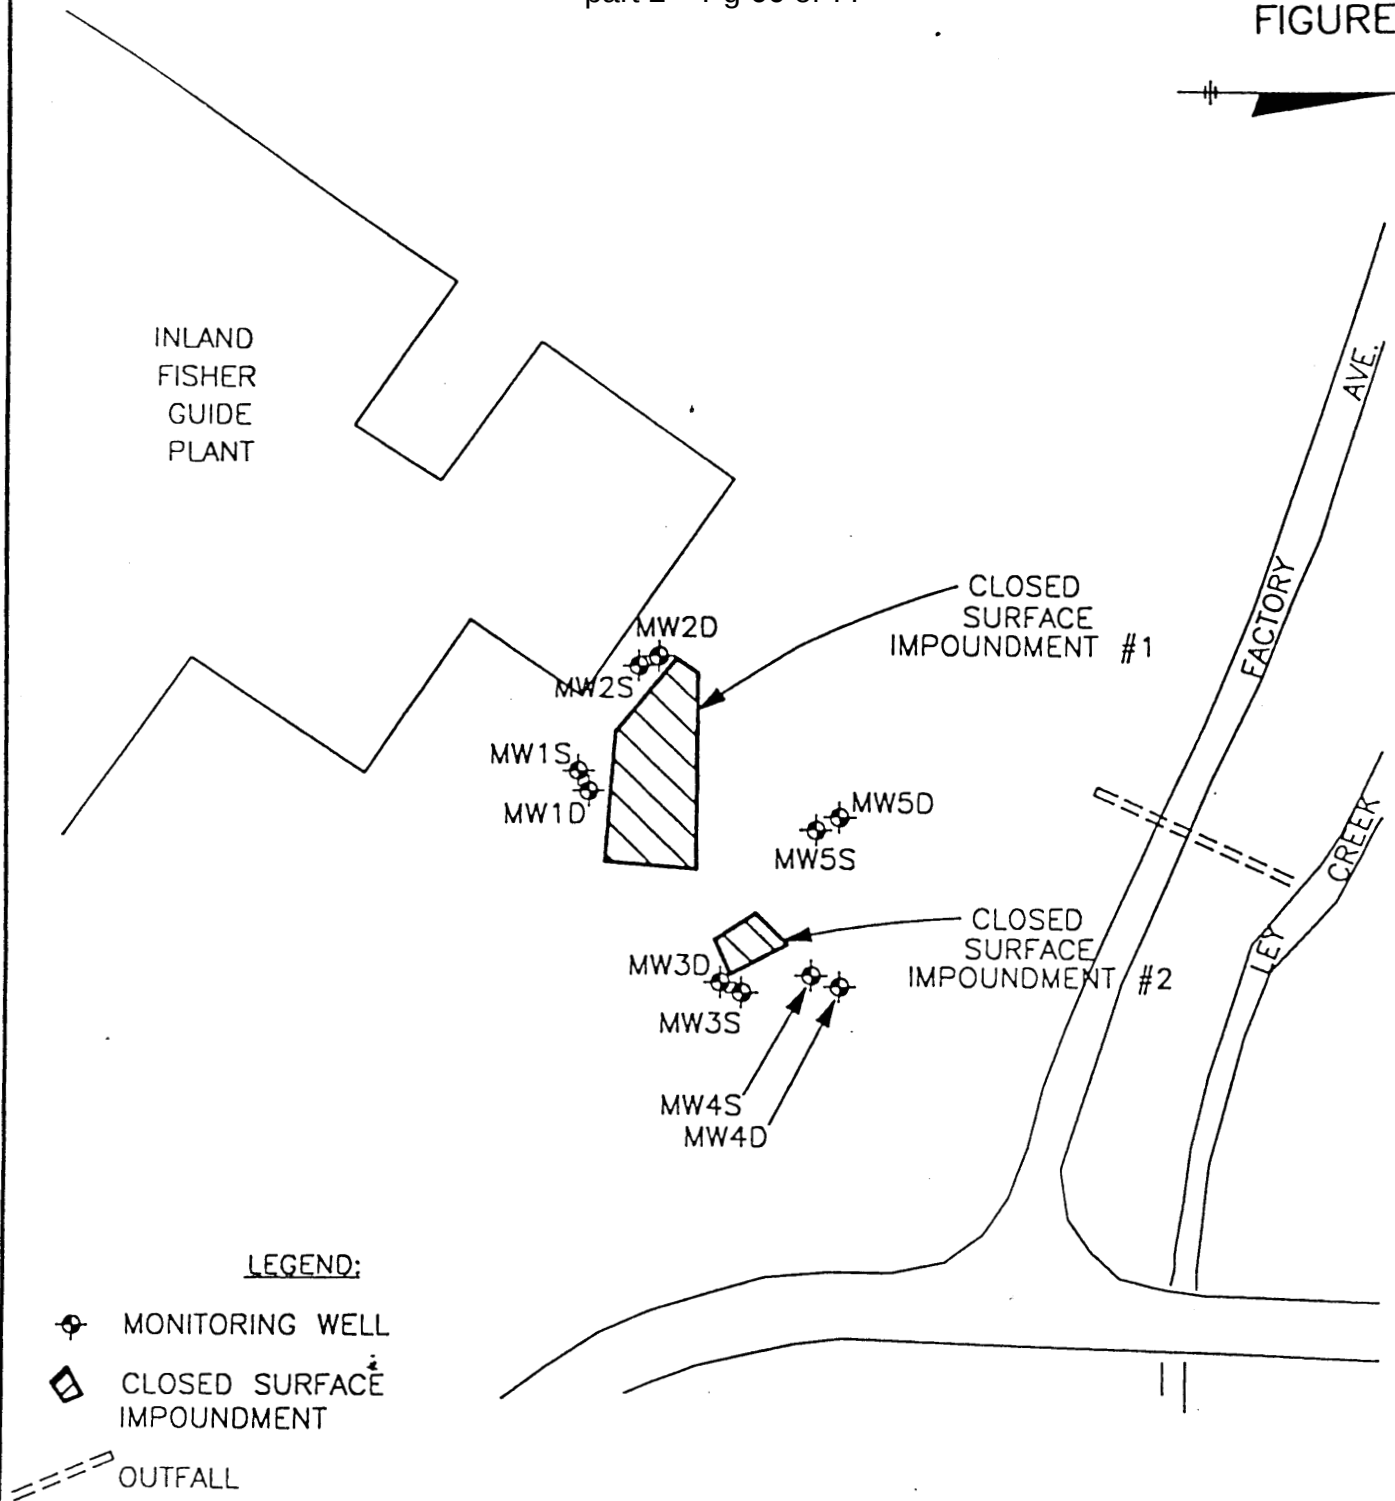 FIGURE
INLAND
FISHER
GUIDE
PLANT
AVE.
FACTORY
CLOSED
SURFACE
IMPOUNDMENT #1
MW2D
MW2S
MW1S
MW1D
MW5D
MW5S
CREEK
LEY
CLOSED
SURFACE
IMPOUNDMENT #2
MW3D
MW3S
MW4S
MW4D
LEGEND:
MONITORING WELL
CLOSED SURFACE
IMPOUNDMENT
OUTFALL